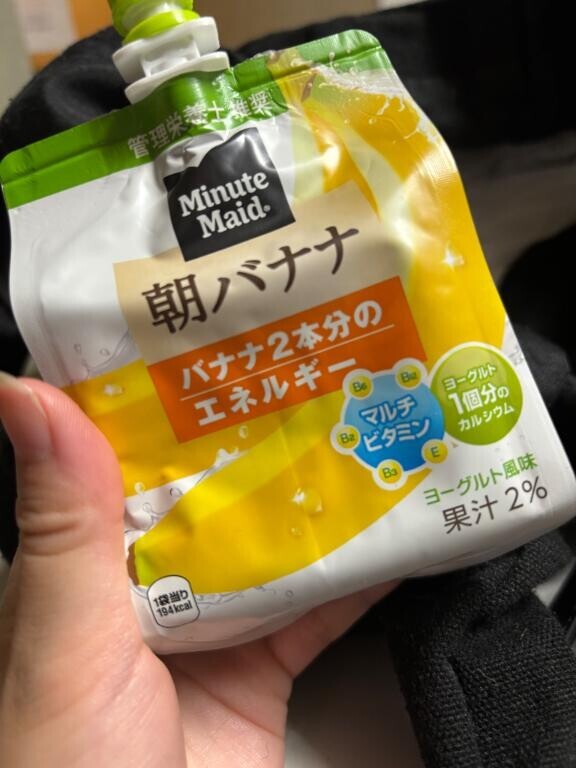 管理栄養士推奨
Minute
Maid®
朝バナナ
バナナ2本分の
エネルギー
B6
B12
マルチ
ビタミン
B2
B3
E
ヨーグルト
1個分の
カルシウム
ヨーグルト風味
果汁 2%
1袋当り
194kcal